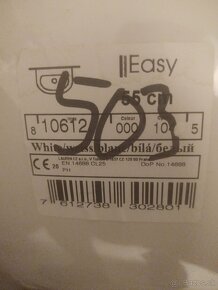 Easy
55 cm
503
Colour
8 10612 000 10 5
White/weiss/blanc/bílá/белый
CE
EN 14688 CL25 DoP No 14688
7 612738 302801